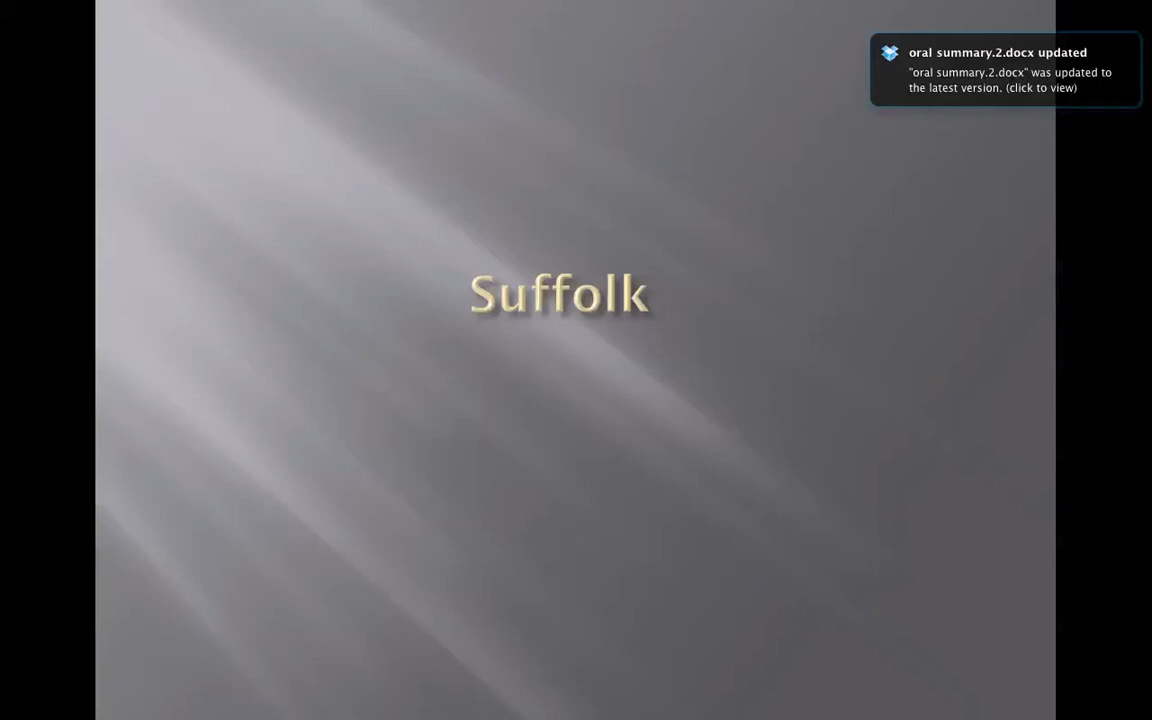 oral summary.2.docx updated
"oral summary.2.docx" was updated to
the latest version. (click to view)
Suffolk